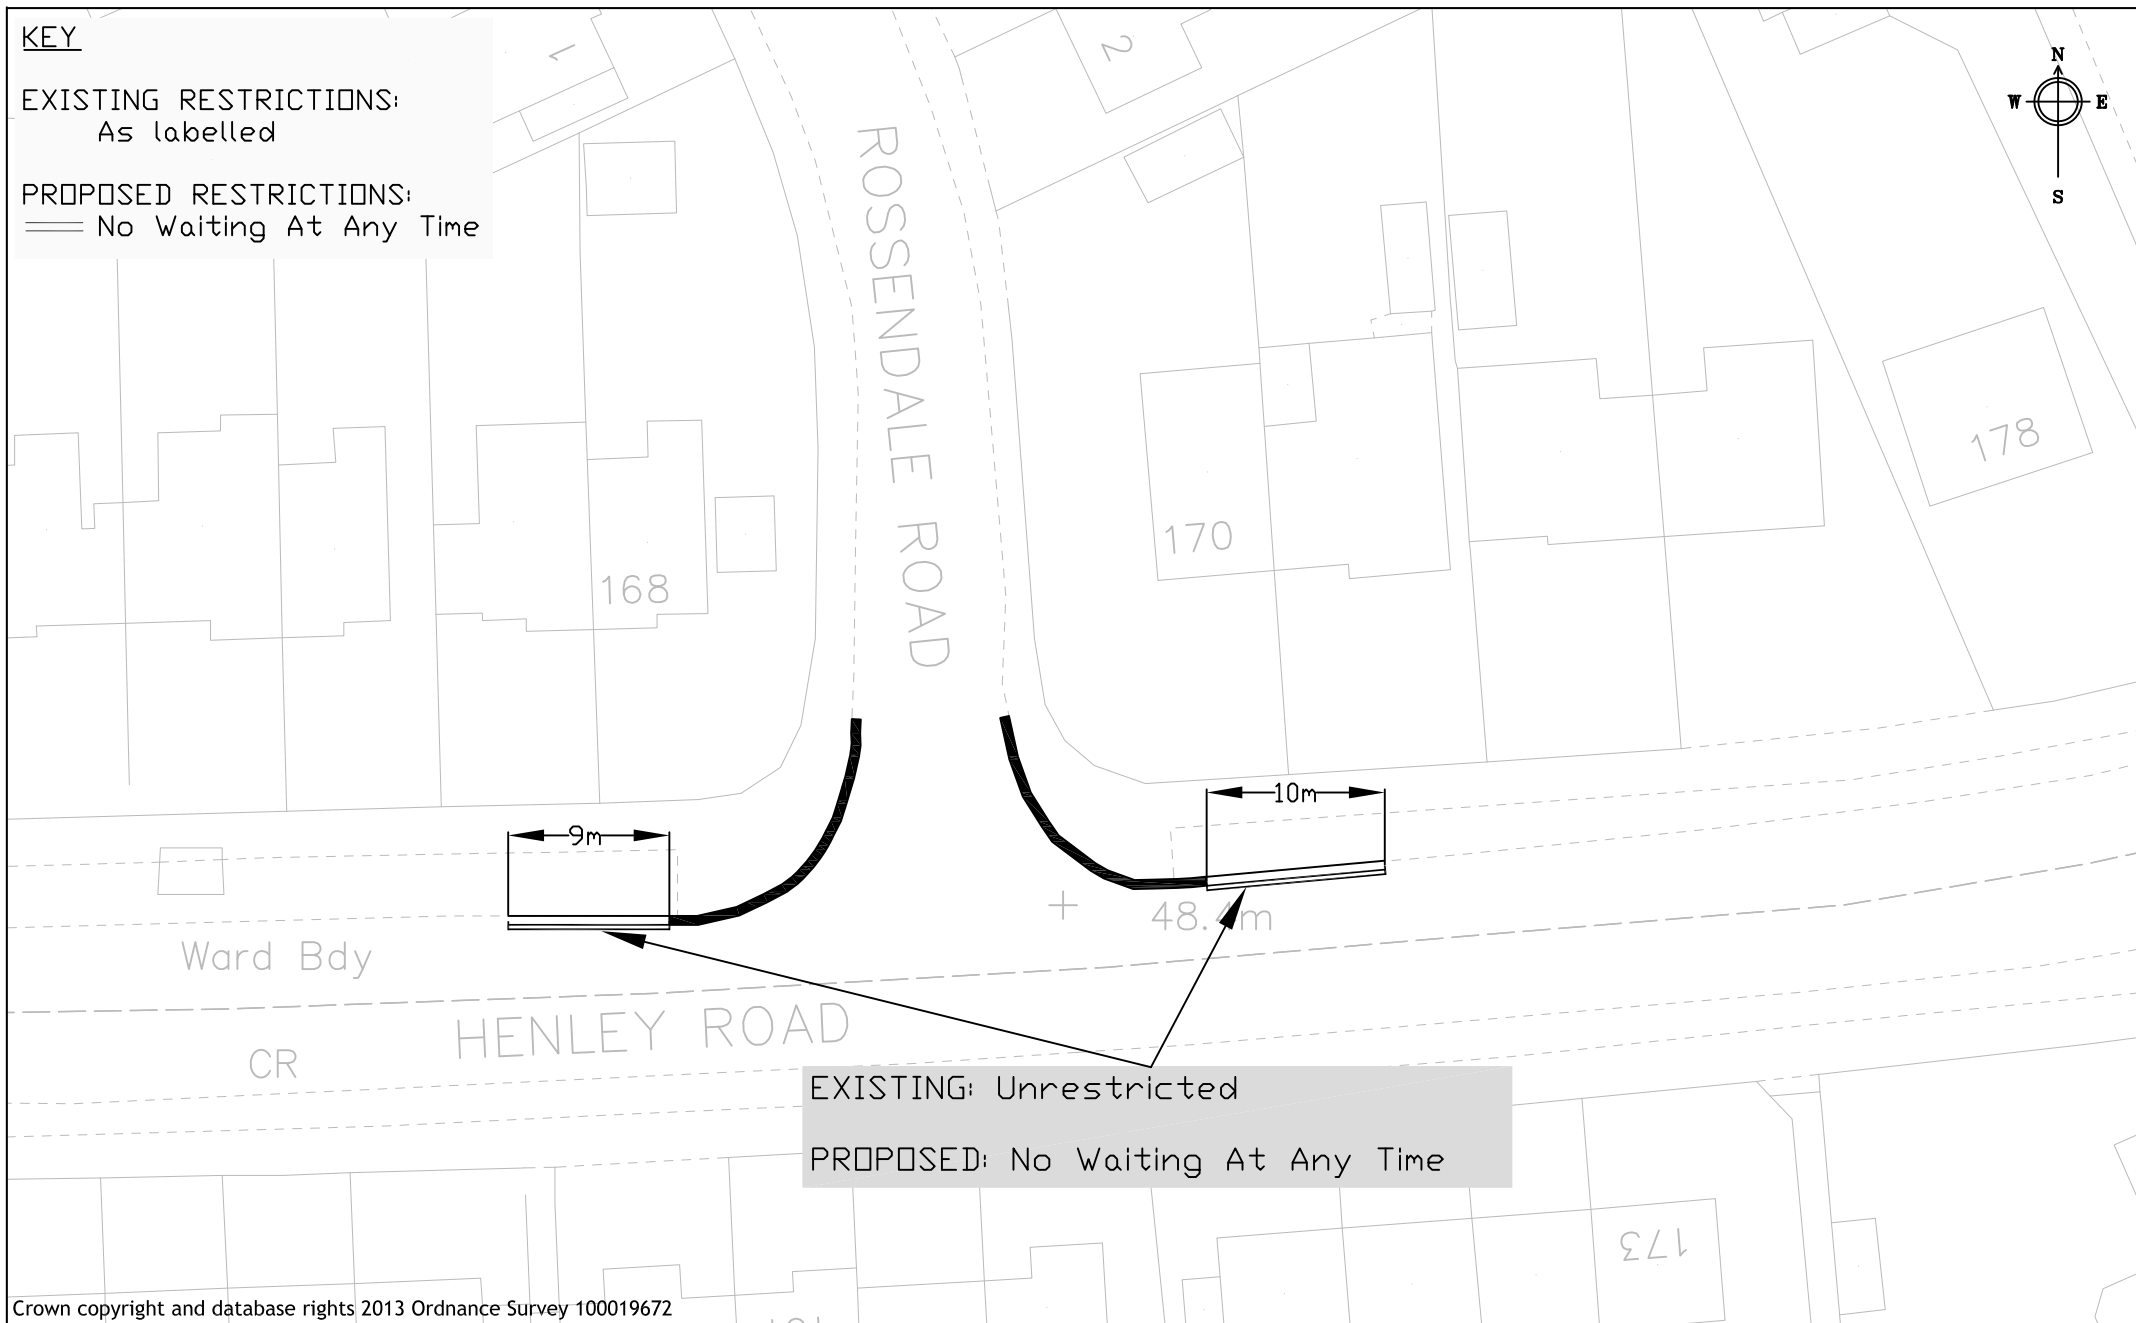 KEY
EXISTING RESTRICTIONS:
As labelled
PROPOSED RESTRICTIONS:
No Waiting At Any Time
1
2
N
W E
S
ROSSENDALE ROAD
178
170
168
10m
9m
48.4m
Ward Bdy
HENLEY ROAD
CR
EXISTING: Unrestricted
PROPOSED: No Waiting At Any Time
173
Crown copyright and database rights 2013 Ordnance Survey 100019672